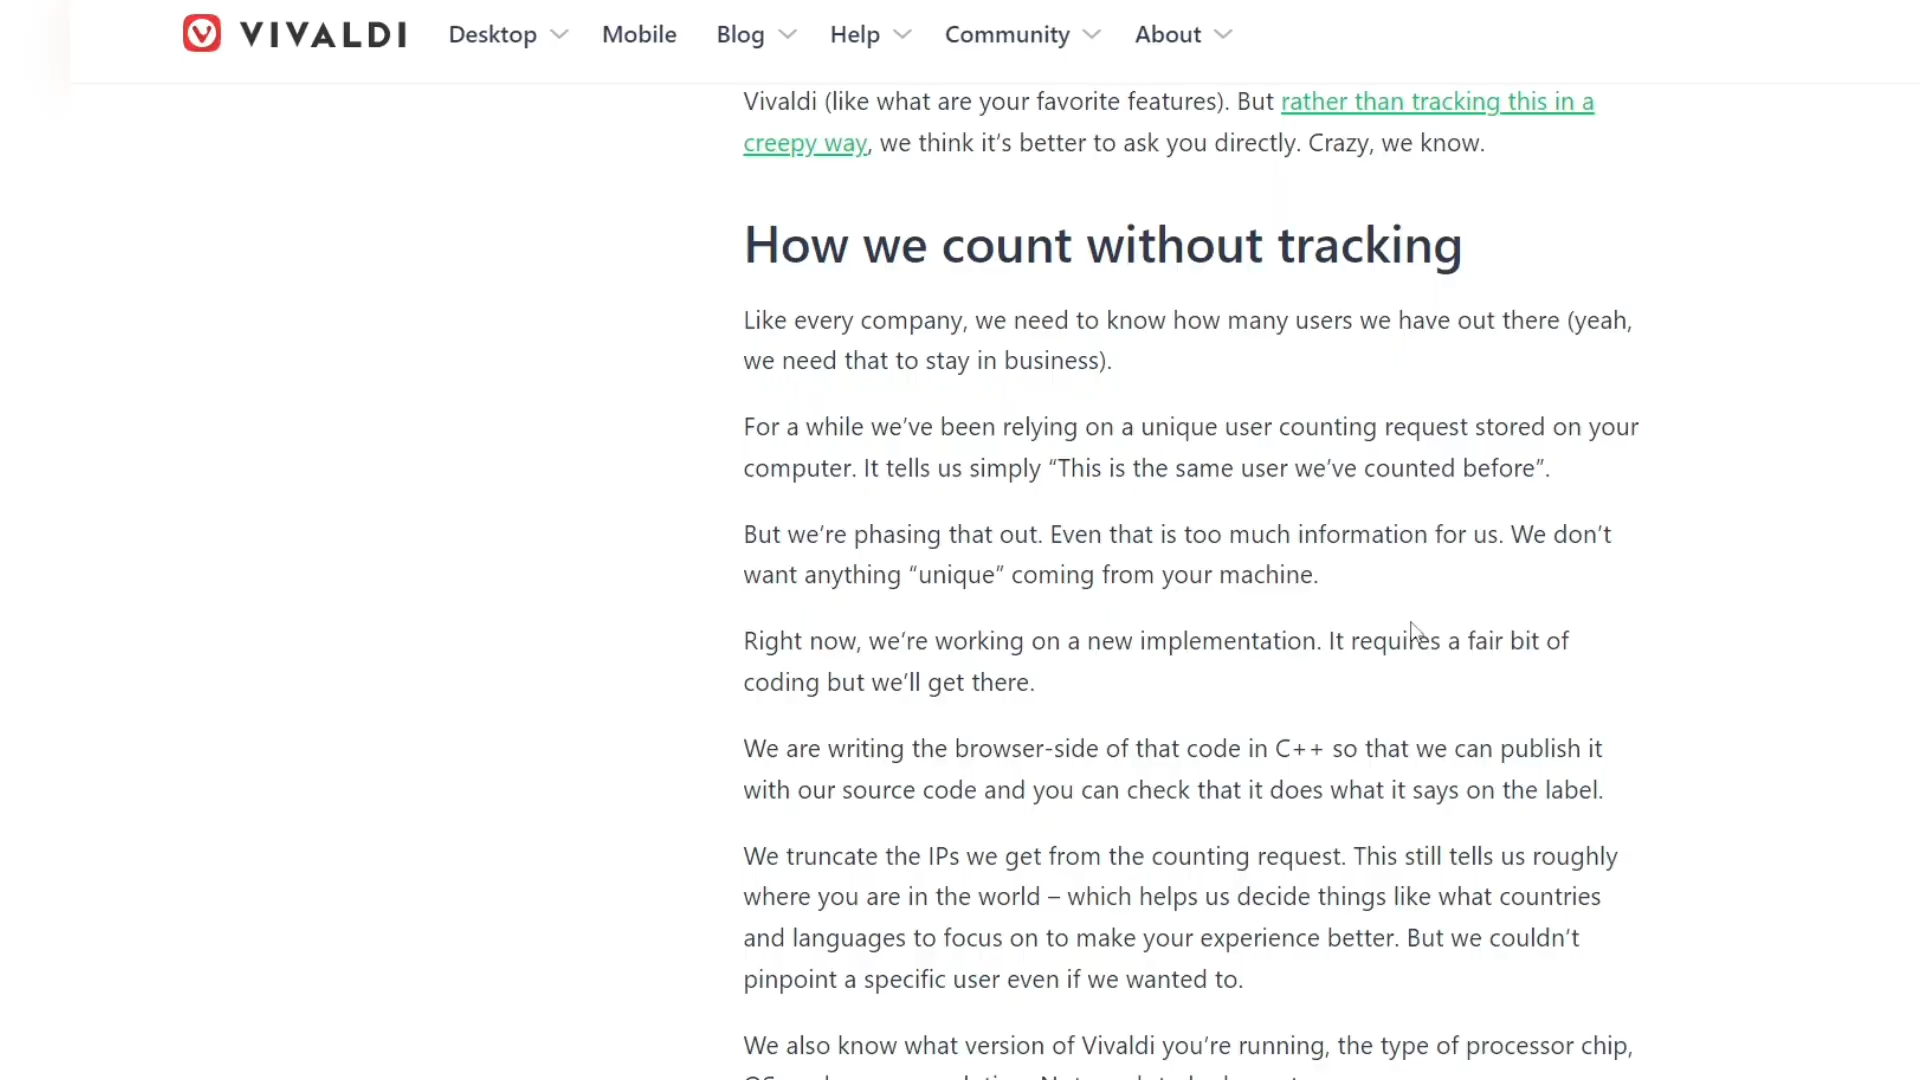 VIVALDI Desktop Mobile Blog Help Community About
Vivaldi (like what are your favorite features). But rather than tracking this in a
creepy way, we think it’s better to ask you directly. Crazy, we know.
How we count without tracking
Like every company, we need to know how many users we have out there (yeah,
we need that to stay in business).
For a while we’ve been relying on a unique user counting request stored on your
computer. It tells us simply “This is the same user we’ve counted before”.
But we’re phasing that out. Even that is too much information for us. We don’t
want anything “unique” coming from your machine.
Right now, we’re working on a new implementation. It requires a fair bit of
coding but we’ll get there.
We are writing the browser-side of that code in C++ so that we can publish it
with our source code and you can check that it does what it says on the label.
We truncate the IPs we get from the counting request. This still tells us roughly
where you are in the world – which helps us decide things like what countries
and languages to focus on to make your experience better. But we couldn’t
pinpoint a specific user even if we wanted to.
We also know what version of Vivaldi you’re running, the type of processor chip,